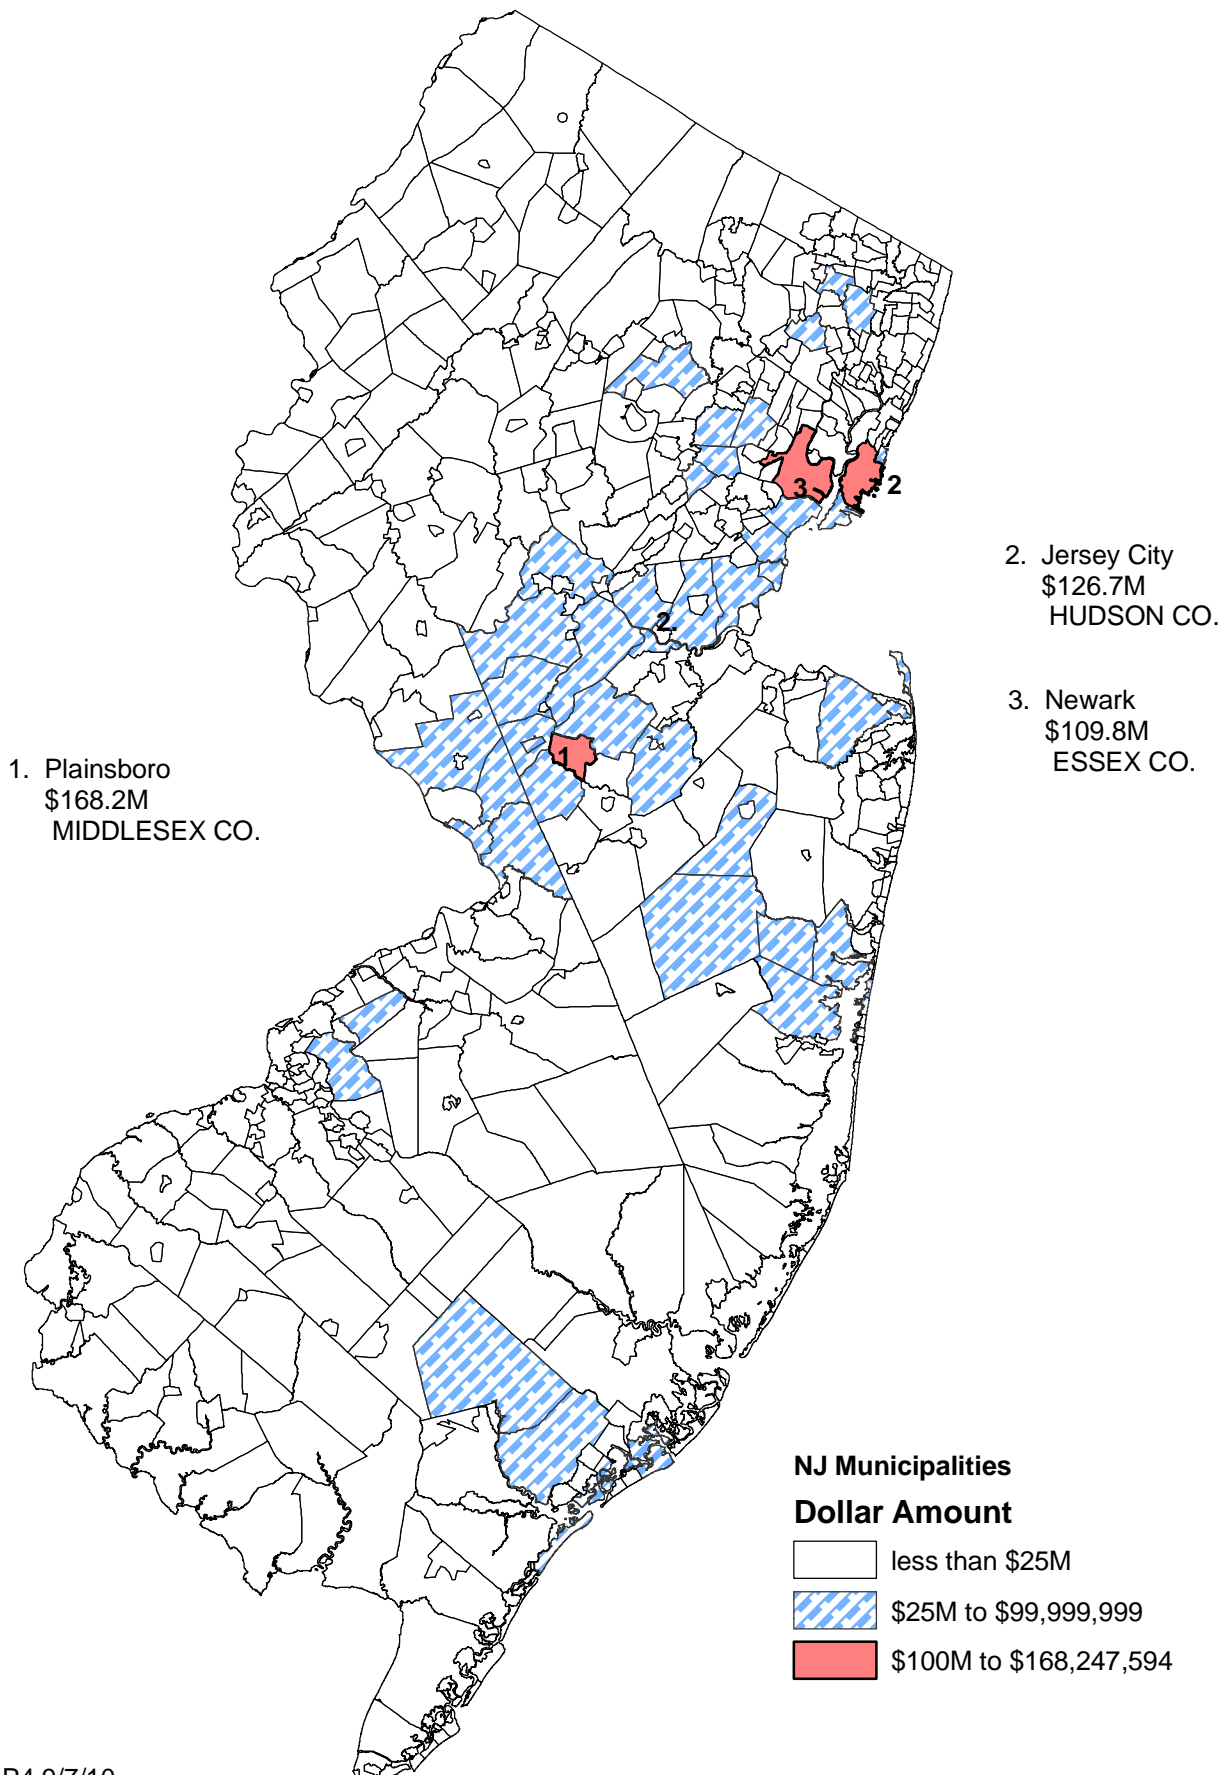 3
2
2. Jersey City
$126.7M
HUDSON CO.
2.
3. Newark
$109.8M
ESSEX CO.
1
1. Plainsboro
$168.2M
MIDDLESEX CO.
NJ Municipalities
Dollar Amount
less than $25M
$25M to $99,999,999
$100M to $168,247,594